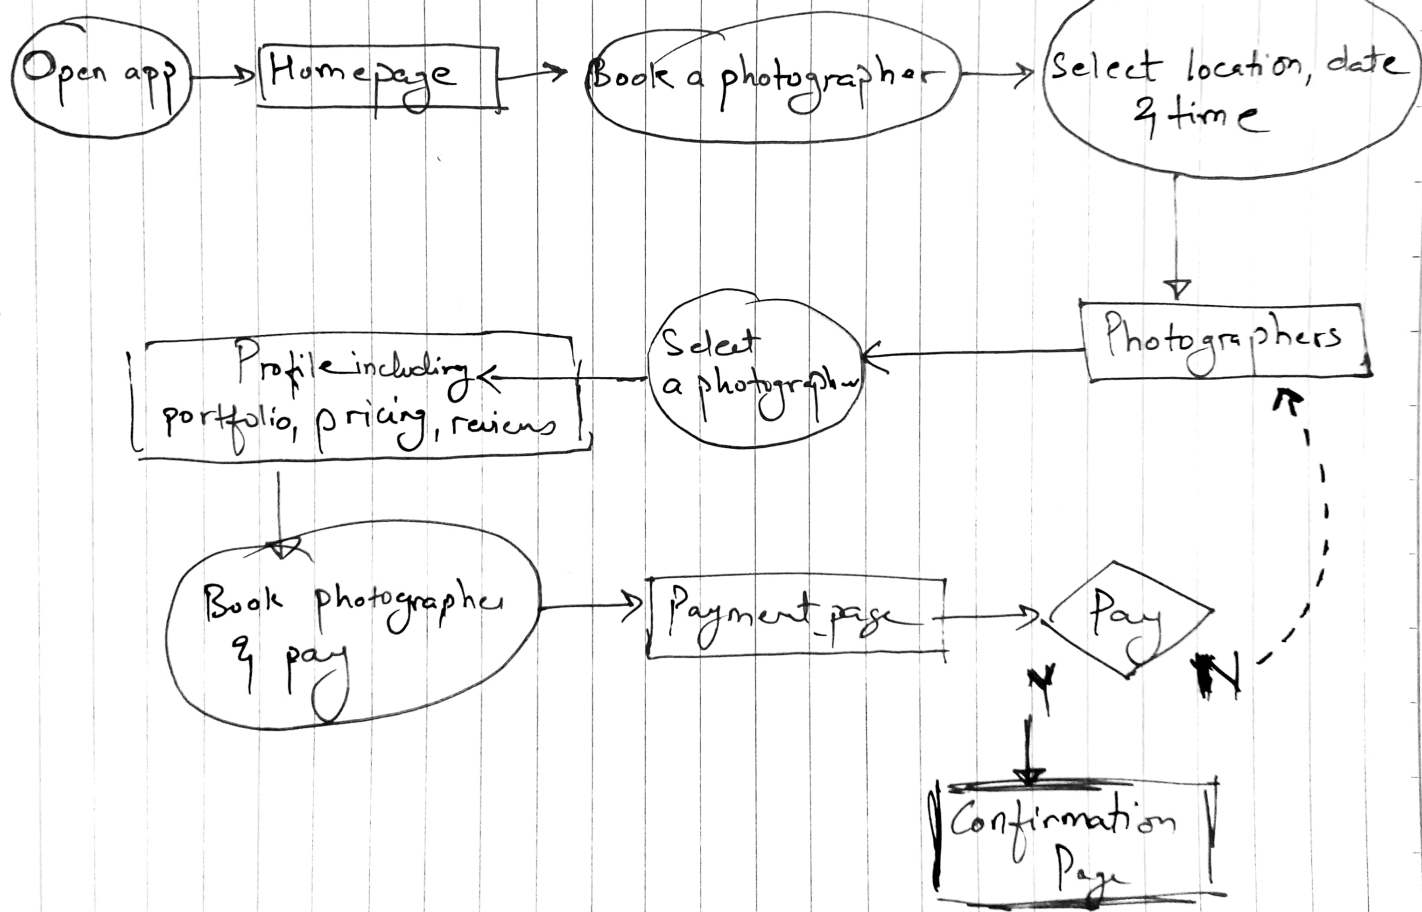 Open app
Homepage
Book a photographer
Select location, date
& time
Photographers
Select
a photographer
Profile including
portfolio, pricing, reviews
Book photographer
& pay
Payment page
Pay
Y
N
Confirmation
Page